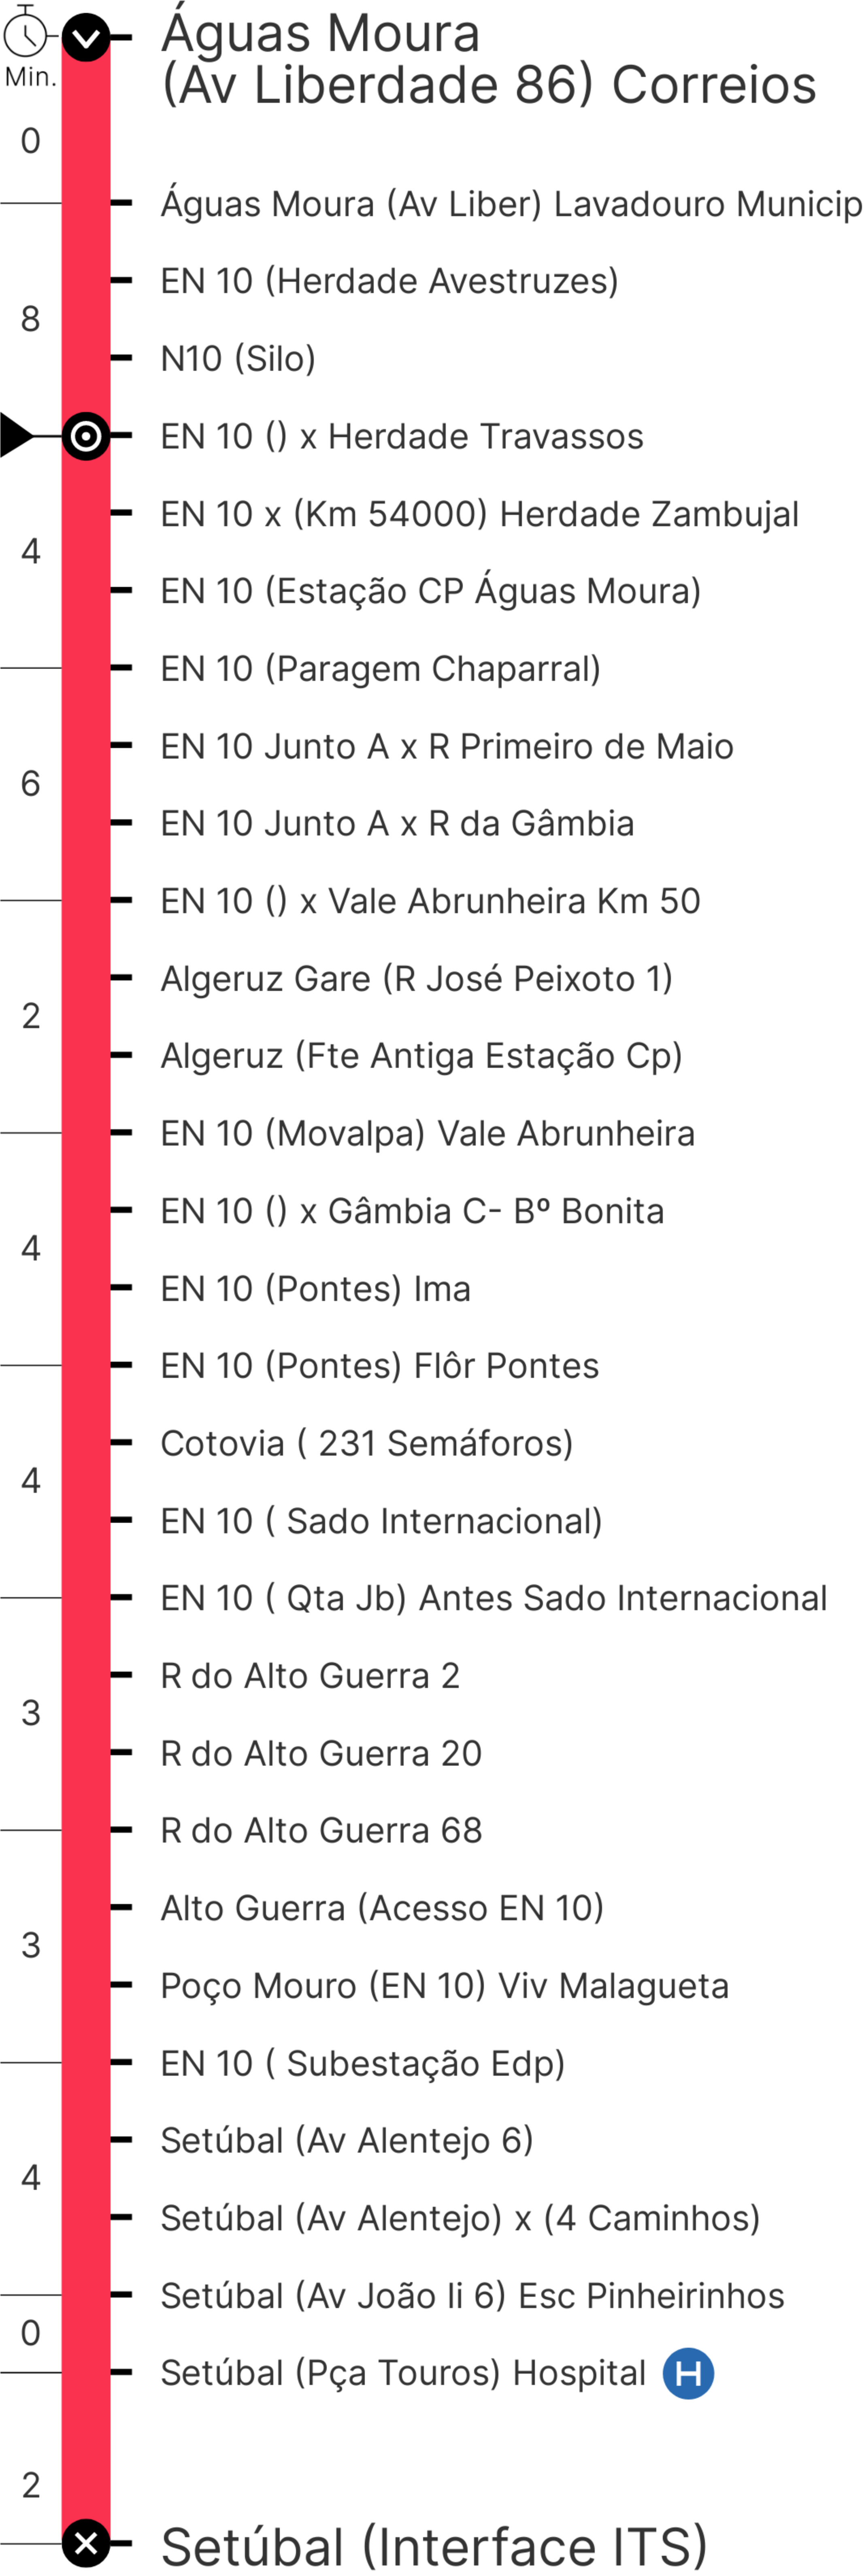 Águas Moura
(Av Liberdade 86) Correios
Min.
0
Águas Moura (Av Liber) Lavadouro Municip
EN 10 (Herdade Avestruzes)
8
N10 (Silo)
EN 10 () x Herdade Travassos
EN 10 x (Km 54000) Herdade Zambujal
4
EN 10 (Estação CP Águas Moura)
EN 10 (Paragem Chaparral)
EN 10 Junto A x R Primeiro de Maio
6
EN 10 Junto A x R da Gâmbia
EN 10 () x Vale Abrunheira Km 50
Algeruz Gare (R José Peixoto 1)
2
Algeruz (Fte Antiga Estação Cp)
EN 10 (Movalpa) Vale Abrunheira
EN 10 () x Gâmbia C- Bº Bonita
4
EN 10 (Pontes) Ima
EN 10 (Pontes) Flôr Pontes
Cotovia ( 231 Semáforos)
4
EN 10 ( Sado Internacional)
EN 10 ( Qta Jb) Antes Sado Internacional
R do Alto Guerra 2
3
R do Alto Guerra 20
R do Alto Guerra 68
Alto Guerra (Acesso EN 10)
3
Poço Mouro (EN 10) Viv Malagueta
EN 10 ( Subestação Edp)
Setúbal (Av Alentejo 6)
4
Setúbal (Av Alentejo) x (4 Caminhos)
Setúbal (Av João Ii 6) Esc Pinheirinhos
0
Setúbal (Pça Touros) Hospital H
2
Setúbal (Interface ITS)